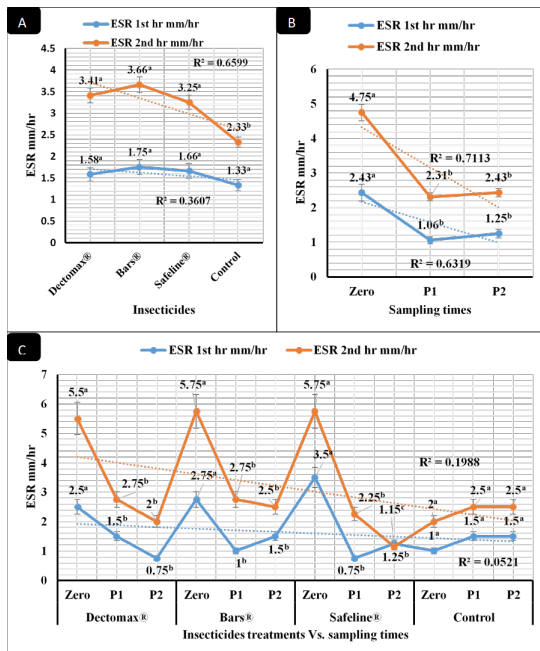 A
ESR 1st hr mm/hr
ESR 2nd hr mm/hr
4.5
4
3.5
3
2.5
2
1.5
1
0.5
0
ESR mm/hr
3.41ᵃ
3.66ᵃ
3.25ᵃ
2.33ᵇ
R² = 0.6599
1.58ᵃ
1.75ᵃ
1.66ᵃ
1.33ᵃ
R² = 0.3607
Dectomax®
Bars®
Safeline®
Control
Insecticides
B
ESR 1st hr mm/hr
ESR 2nd hr mm/hr
6
5
4
3
2
1
0
ESR mm/hr
4.75ᵃ
2.31ᵇ
2.43ᵇ
R² = 0.7113
2.43ᵃ
1.06ᵇ
1.25ᵇ
R² = 0.6319
Zero P1 P2
Sampling times
C
ESR 1st hr mm/hr ESR 2nd hr mm/hr
7
6
5
4
3
2
1
0
ESR mm/hr
5.5ᵃ
2.75ᵇ
2ᵇ
5.75ᵃ
2.75ᵇ
2.5ᵇ
5.75ᵃ
2.25ᵇ
1.15ᶜ
2ᵃ
2.5ᵃ
2.5ᵃ
R² = 0.1988
2.5ᵃ
1.5ᵇ
0.75ᵇ
2.75ᵃ
1ᵇ
1.5ᵇ
3.5ᵃ
0.75ᵇ
1.25ᵇ
1ᵃ
1.5ᵃ
1.5ᵃ
R² = 0.0521
Zero P1 P2 Zero P1 P2 Zero P1 P2 Zero P1 P2
Dectomax® Bars® Safeline® Control
Insecticides treatments Vs. sampling times